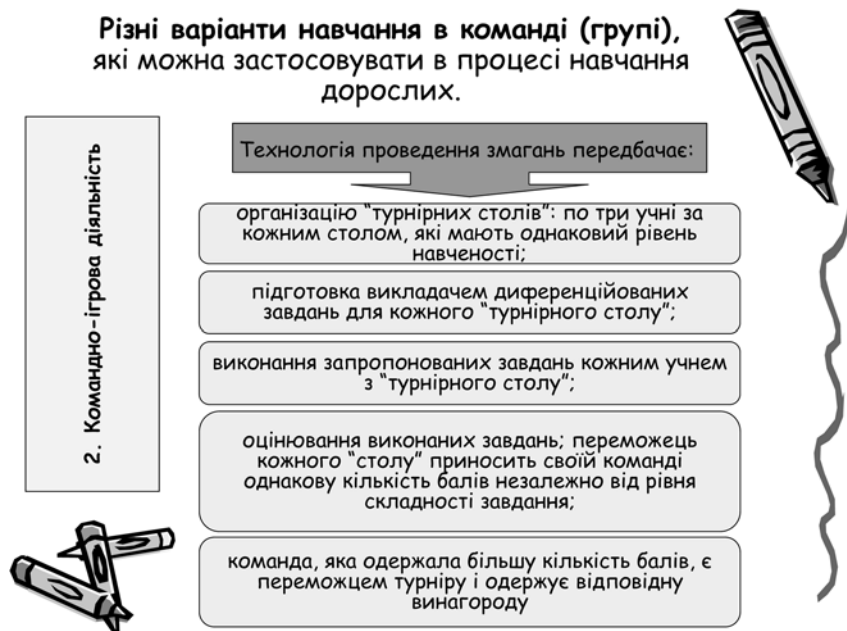 Різні варіанти навчання в команді (групі),
які можна застосовувати в процесі навчання
дорослих.
2. Командно-ігрова діяльність
Технологія проведення змагань передбачає:
організацію “турнірних столів”: по три учні за
кожним столом, які мають однаковий рівень
навченості;
підготовка викладачем диференційованих
завдань для кожного “турнірного столу”;
виконання запропонованих завдань кожним учнем
з “турнірного столу”;
оцінювання виконаних завдань; переможець
кожного “столу” приносить своїй команді
однакову кількість балів незалежно від рівня
складності завдання;
команда, яка одержала більшу кількість балів, є
переможцем турніру і одержує відповідну
винагороду